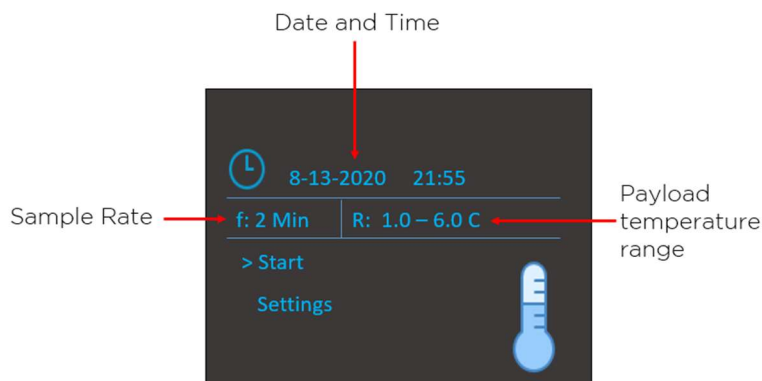 Date and Time
8-13-2020 21:55
Sample Rate
f: 2 Min
R: 1.0 – 6.0 C
Payload
temperature
range
> Start
Settings